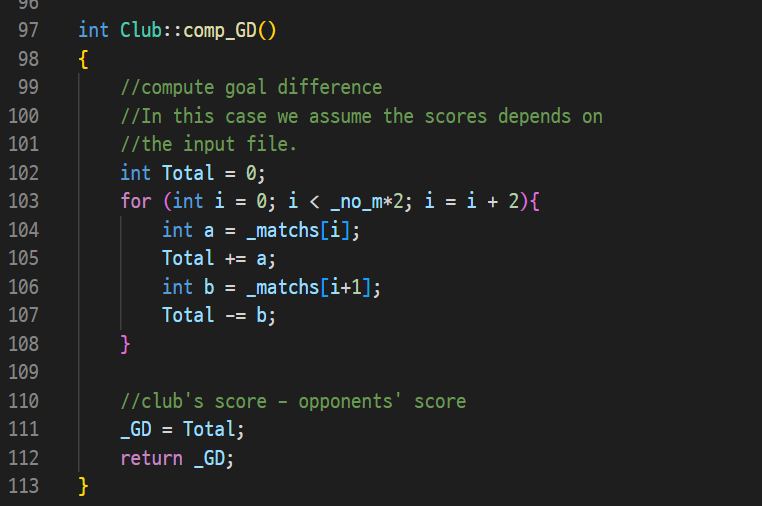 96
97 int Club::comp_GD()
98 {
99 //compute goal difference
100 //In this case we assume the scores depends on
101 //the input file.
102 int Total = 0;
103 for (int i = 0; i < _no_m*2; i = i + 2){
104 int a = _matchs[i];
105 Total += a;
106 int b = _matchs[i+1];
107 Total -= b;
108 }
109
110 //club's score - opponents' score
111 _GD = Total;
112 return _GD;
113 }